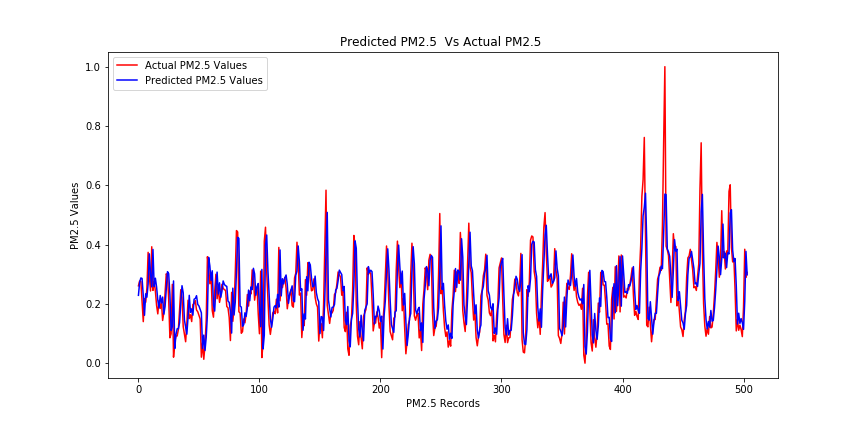 Predicted PM2.5  Vs Actual PM2.5
Actual PM2.5 Values
Predicted PM2.5 Values
1.0
0.8
0.6
0.4
0.2
0.0
PM2.5 Values
0 100 200 300 400 500
PM2.5 Records